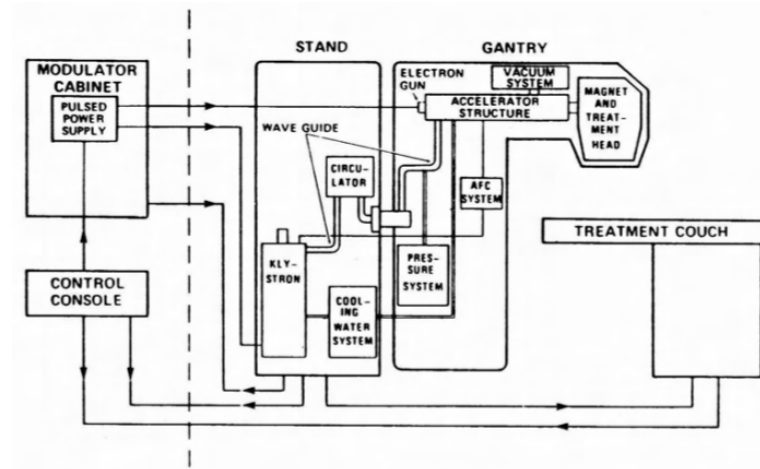 STAND
GANTRY
MODULATOR
CABINET
PULSED
POWER
SUPPLY
ELECTRON
GUN
VACUUM
SYSTEM
ACCELERATOR
STRUCTURE
MAGNET
AND
TREAT-
MENT
HEAD
WAVE GUIDE
CIRCU-
LATOR
AFC
SYSTEM
TREATMENT COUCH
KLY-
STRON
PRES-
SURE
SYSTEM
CONTROL
CONSOLE
COOL-
ING
WATER
SYSTEM